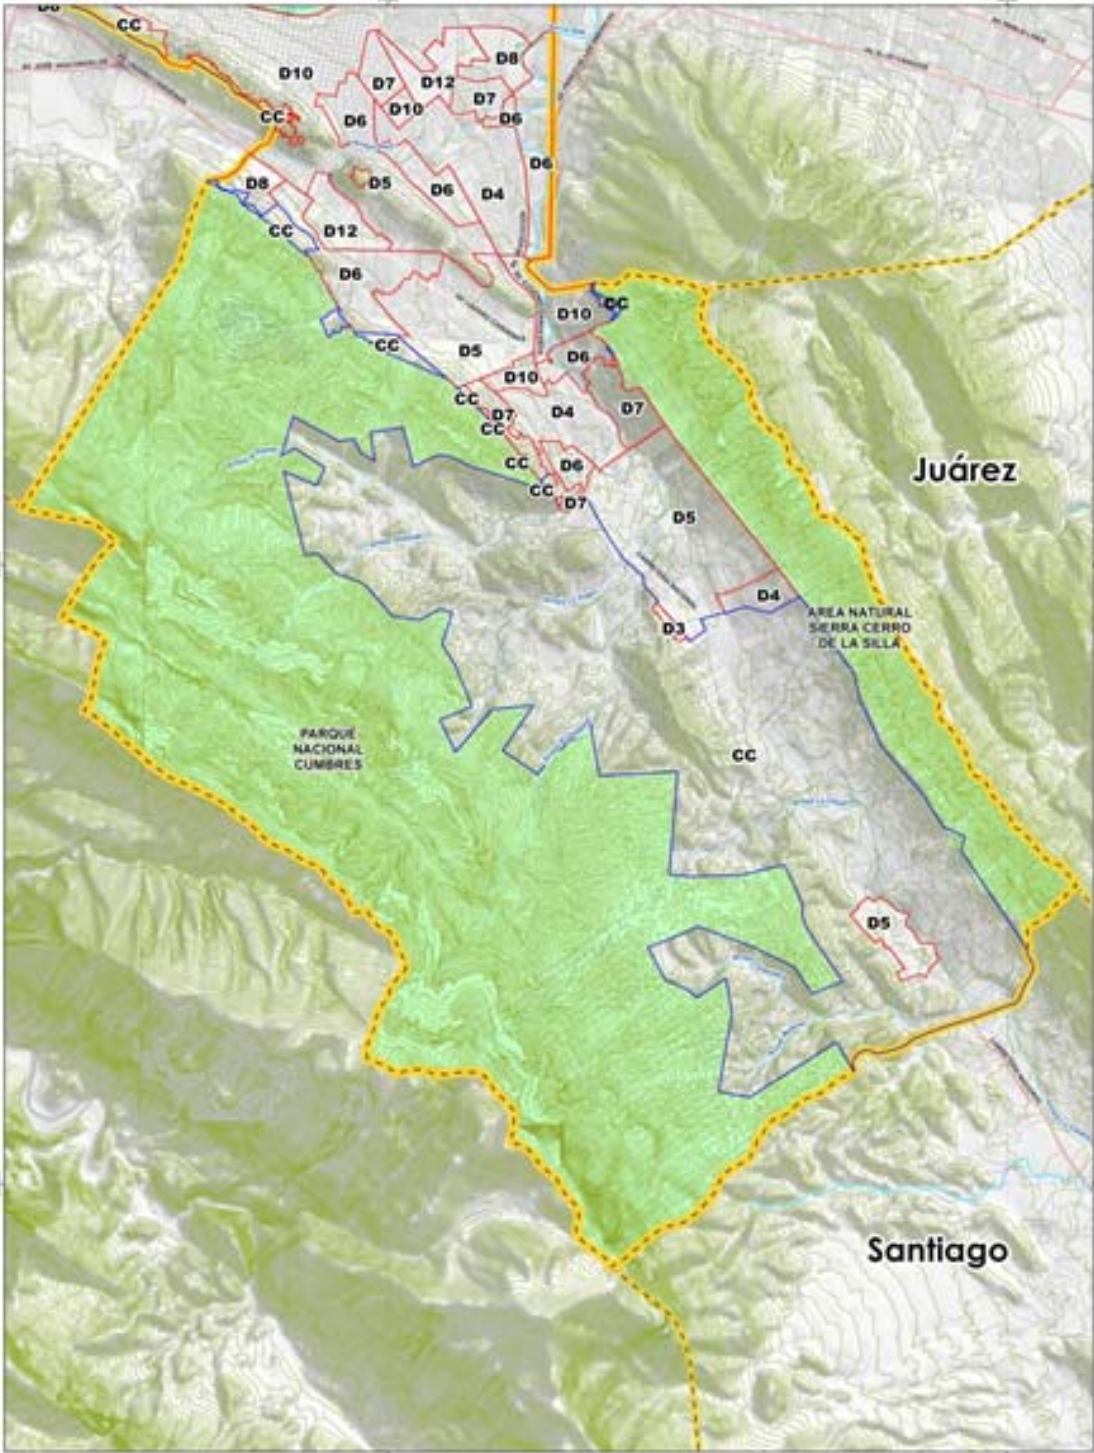 D8
CC
D10
D7
D12
D8
D10
D7
D6
D6
CC
D6
D8
D5
D6
D4
CC
D12
D6
D10
CC
CC
D5
D6
D10
CC
D7
D4
D7
CC
CC
D6
CC
D7
D5
Juárez
D4
D3
AREA NATURAL
SIERRA CERRO
DE LA SILLA
PARQUE
NACIONAL
CUMBRES
CC
D5
Santiago